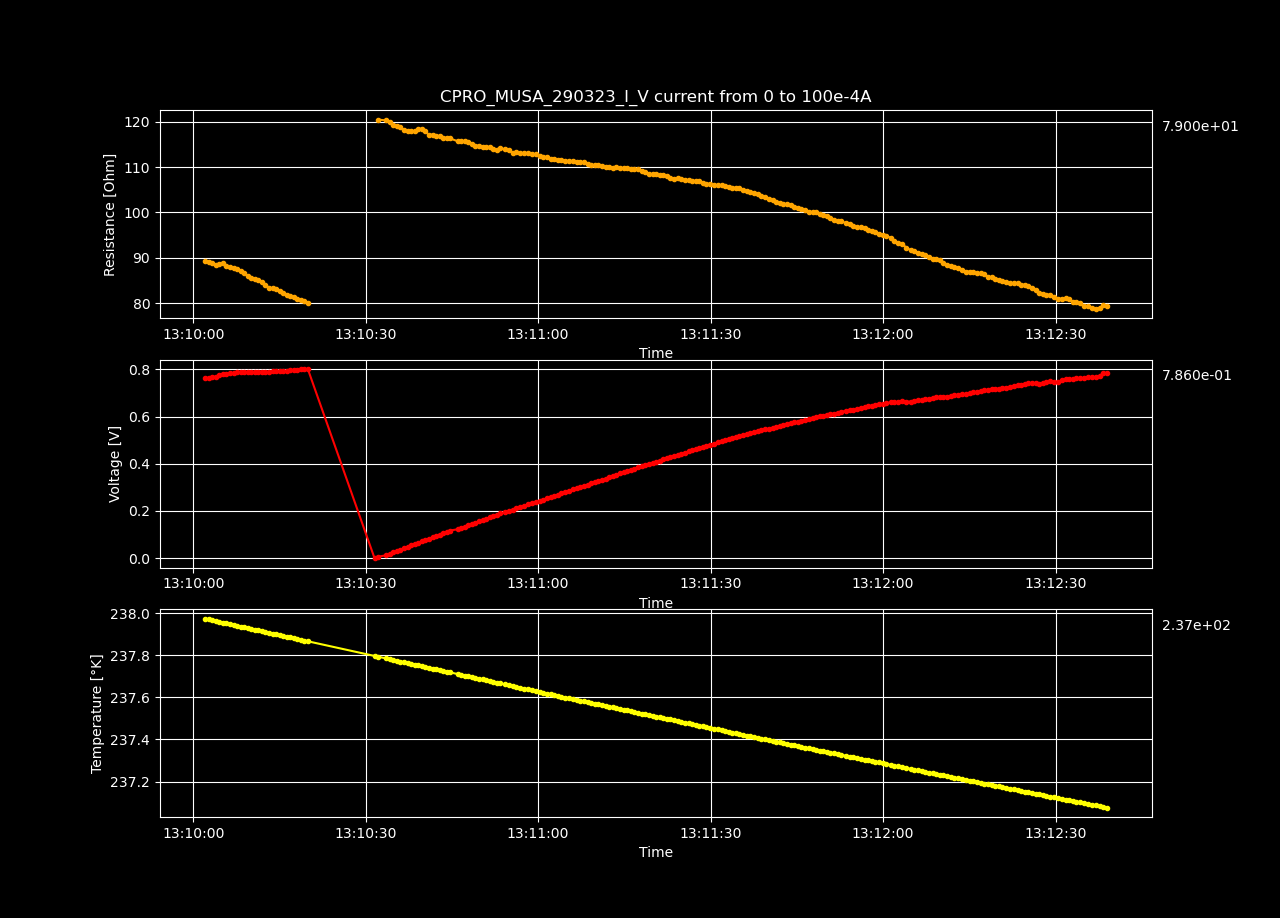 CPRO_MUSA_290323_I_V current from 0 to 100e-4A
120
110
100
90
80
Resistance [Ohm]
7.900e+01
13:10:00 13:10:30 13:11:00 13:11:30 13:12:00 13:12:30
Time
0.8
0.6
0.4
0.2
0.0
Voltage [V]
7.860e-01
13:10:00 13:10:30 13:11:00 13:11:30 13:12:00 13:12:30
Time
238.0
237.8
237.6
237.4
237.2
Temperature [°K]
2.37e+02
13:10:00 13:10:30 13:11:00 13:11:30 13:12:00 13:12:30
Time